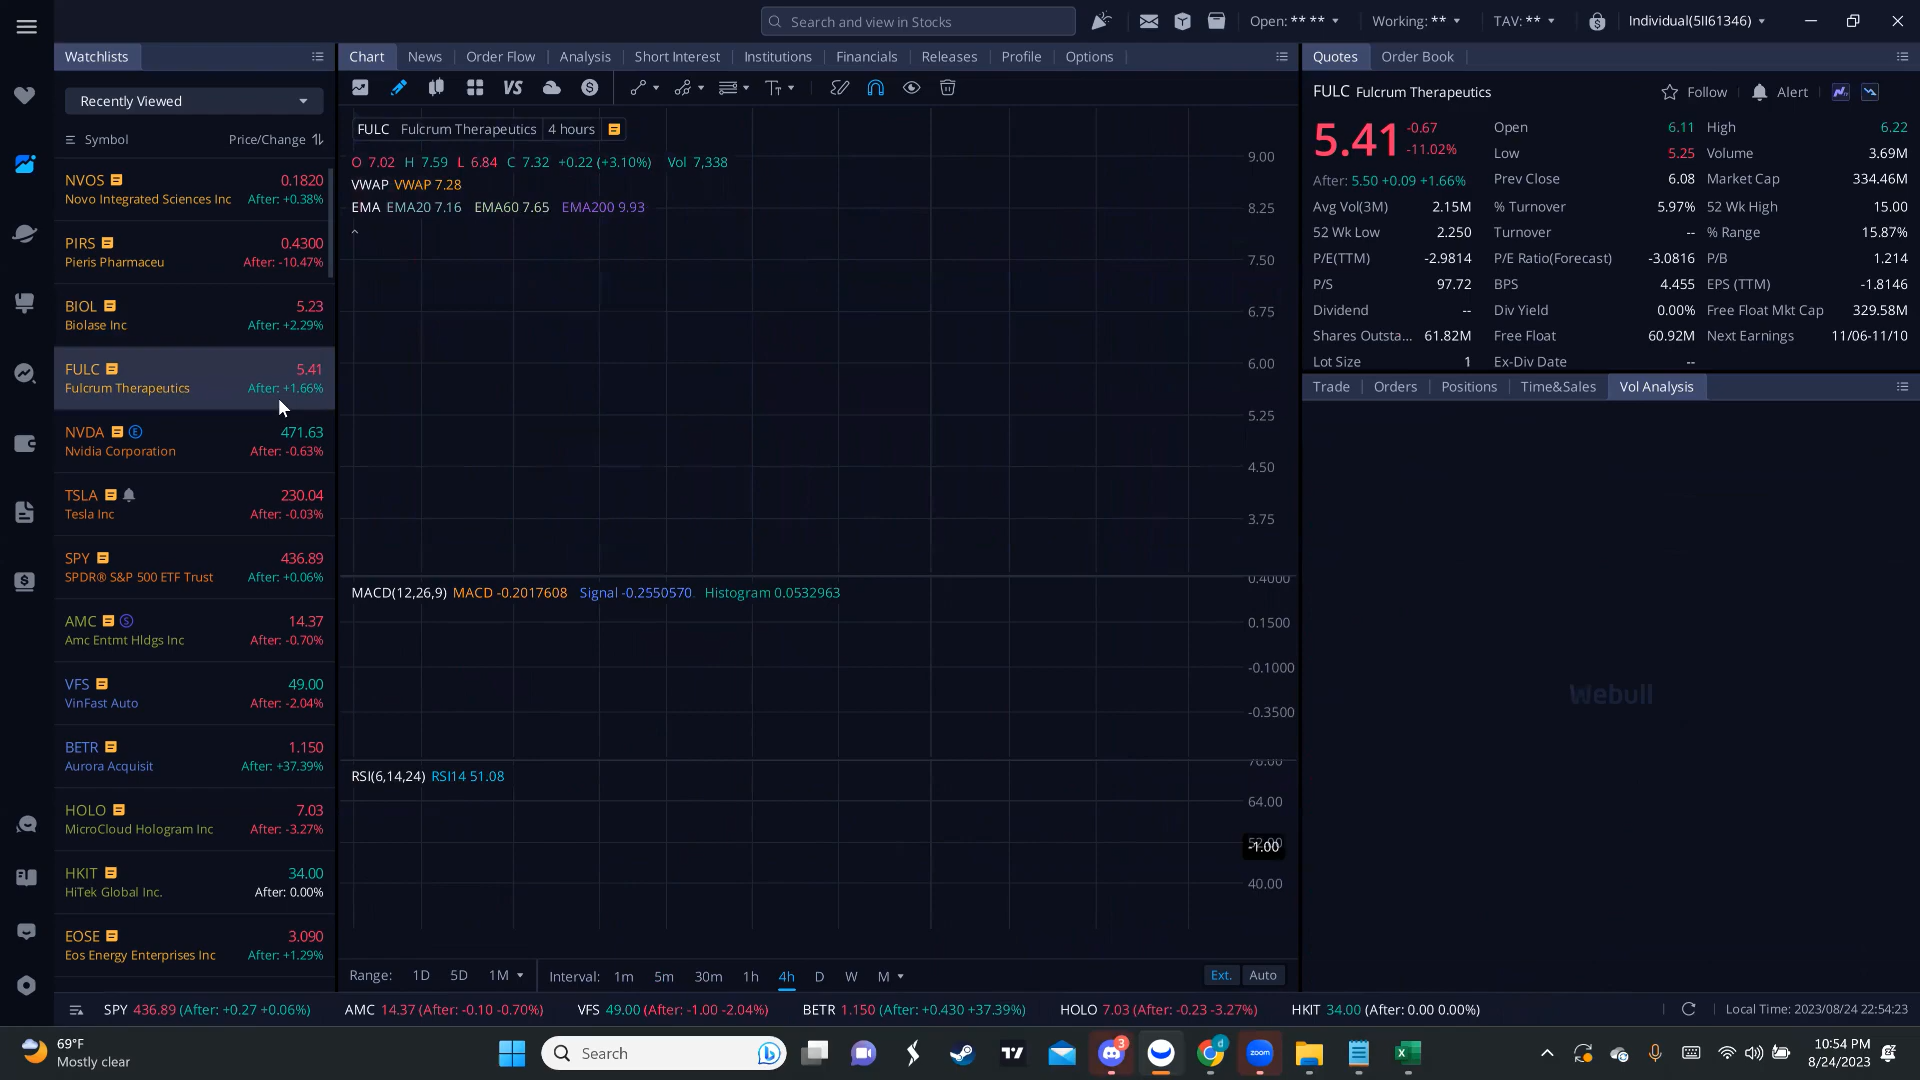 Search and view in Stocks
Open: ** **
Working: **
TAV: **
Individual(5II61346)
Watchlists
Chart News Order Flow Analysis Short Interest Institutions Financials Releases Profile Options
Quotes Order Book
Recently Viewed
Symbol Price/Change
NVOS 0.1820
Novo Integrated Sciences Inc After: +0.38%
PIRS 0.4300
Pieris Pharmaceu After: -10.47%
BIOL 5.23
Biolase Inc After: +2.29%
FULC 5.41
Fulcrum Therapeutics After: +1.66%
NVDA E 471.63
Nvidia Corporation After: -0.63%
TSLA 230.04
Tesla Inc After: -0.03%
SPY 436.89
SPDR® S&P 500 ETF Trust After: +0.06%
AMC S 14.37
Amc Entmt Hldgs Inc After: -0.70%
VFS 49.00
VinFast Auto After: -2.04%
BETR 1.150
Aurora Acquisit After: +37.39%
HOLO 7.03
MicroCloud Hologram Inc After: -3.27%
HKIT 34.00
HiTek Global Inc. After: 0.00%
EOSE 3.090
Eos Energy Enterprises Inc After: +1.29%
VS
FULC Fulcrum Therapeutics 4 hours
O 7.02 H 7.59 L 6.84 C 7.32 +0.22 (+3.10%) Vol 7,338
VWAP VWAP 7.28
EMA EMA20 7.16 EMA60 7.65 EMA200 9.93
9.00
8.25
7.50
6.75
6.00
5.25
4.50
3.75
MACD(12,26,9) MACD -0.2017608 Signal -0.2550570 Histogram 0.0532963
0.4000
0.1500
-0.1000
-0.3500
RSI(6,14,24) RSI14 51.08
76.00
64.00
52.00
-1.00
40.00
Range: 1D 5D 1M Interval: 1m 5m 30m 1h 4h D W M Ext. Auto
FULC Fulcrum Therapeutics Follow Alert
5.41 -0.67
-11.02%
After: 5.50 +0.09 +1.66%
Open 6.11 High 6.22
Low 5.25 Volume 3.69M
Prev Close 6.08 Market Cap 334.46M
Avg Vol(3M) 2.15M % Turnover 5.97% 52 Wk High 15.00
52 Wk Low 2.250 Turnover -- % Range 15.87%
P/E(TTM) -2.9814 P/E Ratio(Forecast) -3.0816 P/B 1.214
P/S 97.72 BPS 4.455 EPS (TTM) -1.8146
Dividend -- Div Yield 0.00% Free Float Mkt Cap 329.58M
Shares Outsta... 61.82M Free Float 60.92M Next Earnings 11/06-11/10
Lot Size 1 Ex-Div Date --
Trade Orders Positions Time&Sales Vol Analysis
Webull
SPY 436.89 (After: +0.27 +0.06%) AMC 14.37 (After: -0.10 -0.70%) VFS 49.00 (After: -1.00 -2.04%) BETR 1.150 (After: +0.430 +37.39%) HOLO 7.03 (After: -0.23 -3.27%) HKIT 34.00 (After: 0.00 0.00%) Local Time: 2023/08/24 22:54:23
69°F
Mostly clear
Search
3
d
zoom
10:54 PM
8/24/2023